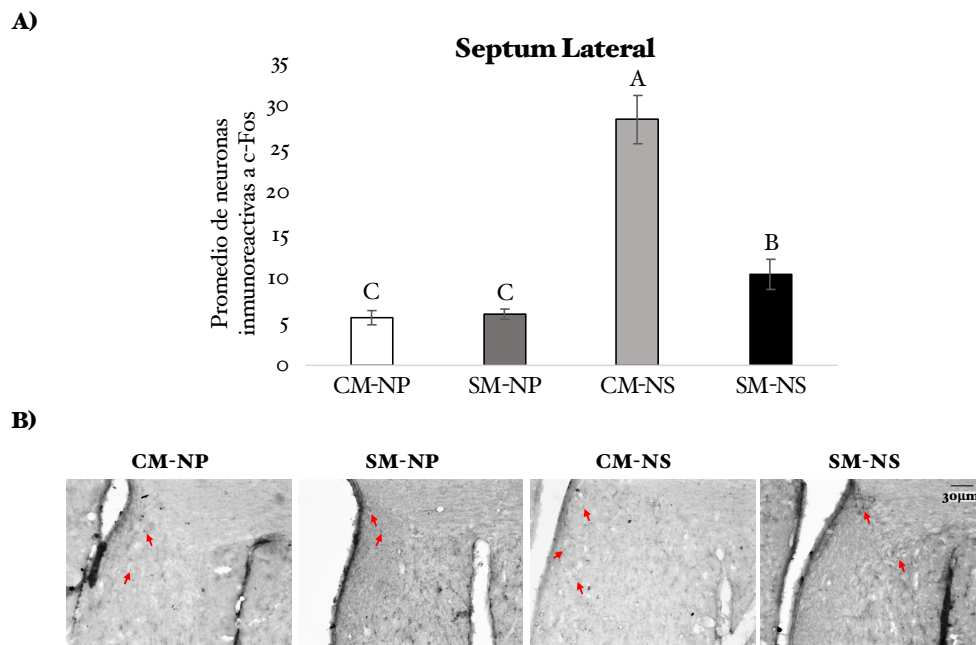 A)
Septum Lateral
Promedio de neuronas
inmunoreactivas a c-Fos
35
30
25
20
15
10
5
0
A
B
C
C
CM-NP
SM-NP
CM-NS
SM-NS
B)
CM-NP
SM-NP
CM-NS
SM-NS
30µm